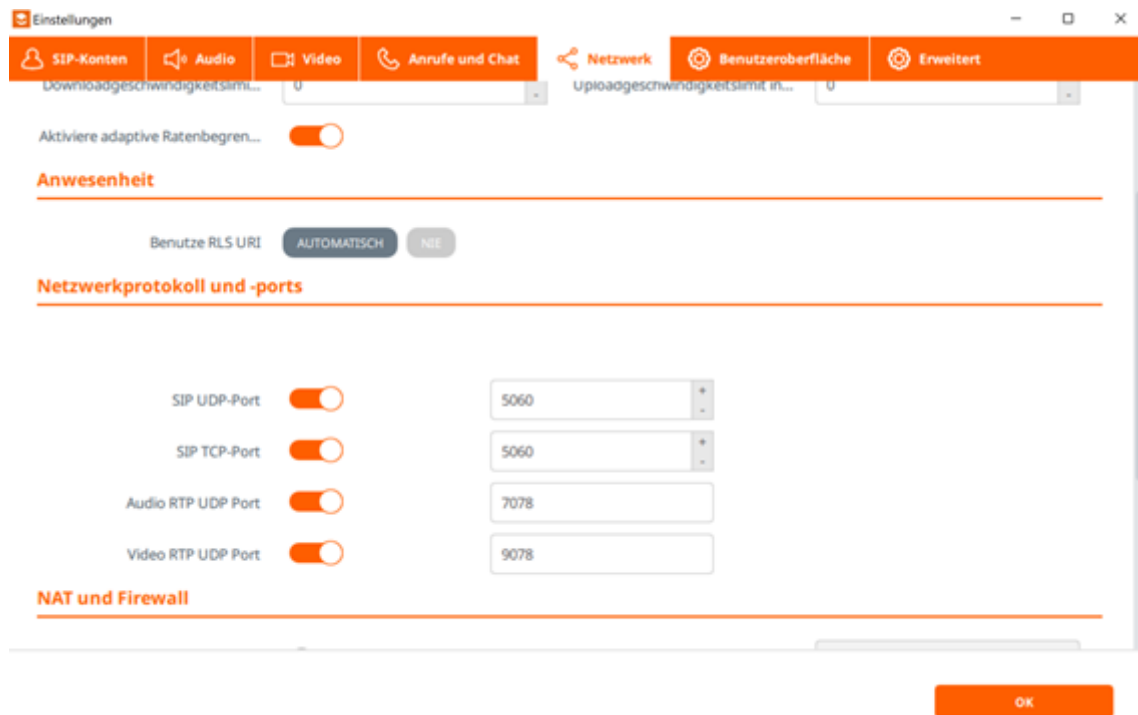 Einstellungen
SIP-Konten Audio Video Anrufe und Chat Netzwerk Benutzeroberfläche Erweitert
Downloadgeschwindigkeitslimi... 0 - Uploadgeschwindigkeitslimit in... 0 -
Aktiviere adaptive Ratenbegren...
Anwesenheit
Benutze RLS URI AUTOMATISCH NIE
Netzwerkprotokoll und -ports
SIP UDP-Port 5060 + -
SIP TCP-Port 5060 + -
Audio RTP UDP Port 7078
Video RTP UDP Port 9078
NAT und Firewall
OK